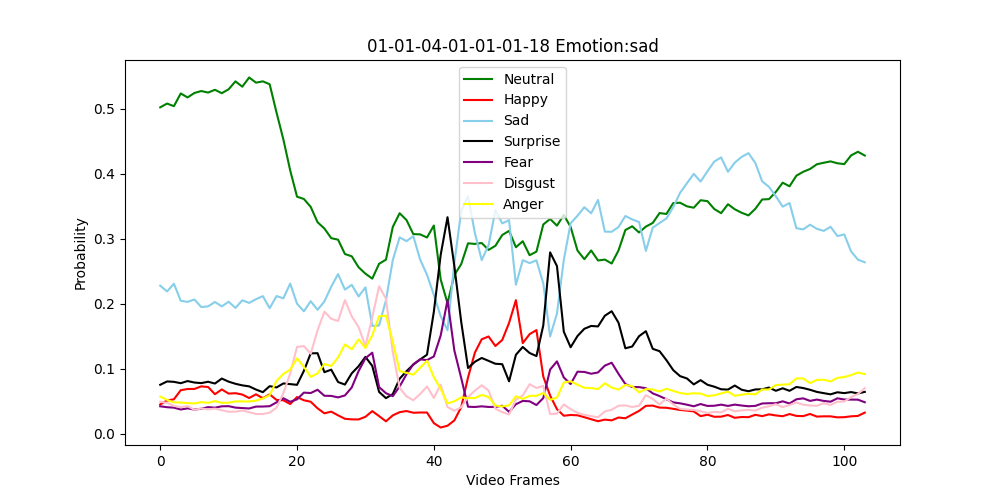 01-01-04-01-01-01-18 Emotion:sad
Neutral
Happy
Sad
Surprise
Fear
Disgust
Anger
Probability
0.5
0.4
0.3
0.2
0.1
0.0
0 20 40 60 80 100
Video Frames